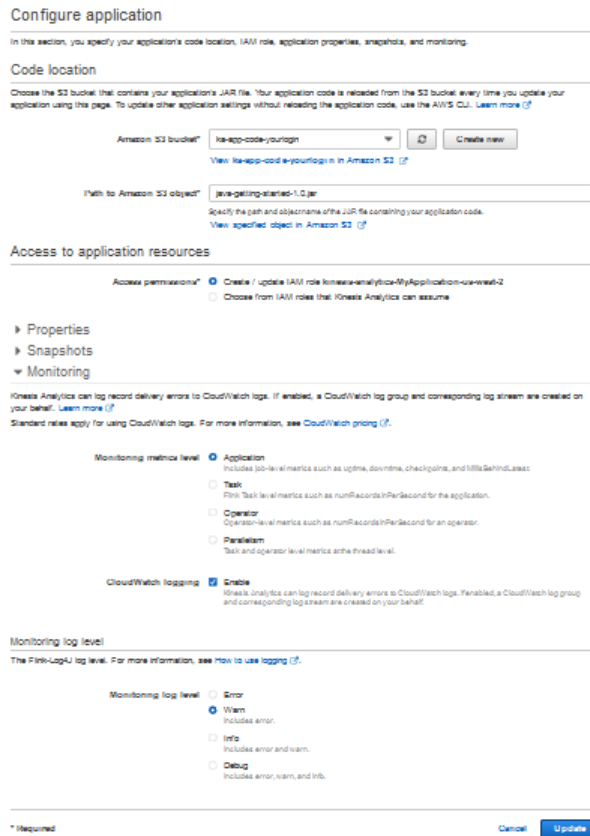 Configure application
In this section, you specify your application's code location, IAM role, application properties, snapshots, and monitoring.
Code location
Choose the S3 bucket that contains your application's JAR file. Your application code is reloaded from the S3 bucket every time you update your
application using this page. To update other application settings without reloading the application code, use the AWS CLI. Learn more
Amazon S3 bucket*
ka-app-code-yourlogin
Create new
View ka-app-code-yourlogin in Amazon S3
Path to Amazon S3 object*
java-getting-started-1.0.jar
Specify the path and object name of the JAR file containing your application code.
View specified object in Amazon S3
Access to application resources
Access permissions*
Create / update IAM role kinesis-analytics-MyApplication-us-west-2
Choose from IAM roles that Kinesis Analytics can assume
Properties
Snapshots
Monitoring
Kinesis Analytics can log record delivery errors to CloudWatch logs. If enabled, a CloudWatch log group and corresponding log stream are created on
your behalf. Learn more
Standard rates apply for using CloudWatch logs. For more information, see CloudWatch pricing.
Monitoring metrics level
Application
Includes job-level metrics such as uptime, downtime, checkpoints, and MillisBehindLatest
Task
Flink Task level metrics such as numRecordsInPerSecond for the application.
Operator
Operator-level metrics such as numRecordsInPerSecond for an operator.
Parallelism
Task and operator level metrics at the thread level.
CloudWatch logging
Enable
Kinesis Analytics can log record delivery errors to CloudWatch logs. If enabled, a CloudWatch log group
and corresponding log stream are created on your behalf.
Monitoring log level
The Flink-Log4J log level. For more information, see How to use logging.
Monitoring log level
Error
Warn
Includes error.
Info
Includes error and warn.
Debug
Includes error, warn, and info.
* Required
Cancel
Update